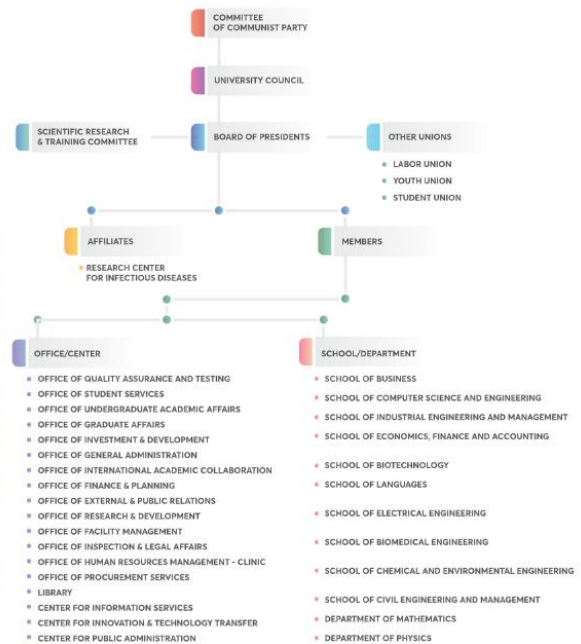 COMMITTEE
OF COMMUNIST PARTY
UNIVERSITY COUNCIL
SCIENTIFIC RESEARCH
& TRAINING COMMITTEE
BOARD OF PRESIDENTS
OTHER UNIONS
LABOR UNION
YOUTH UNION
STUDENT UNION
AFFILIATES
RESEARCH CENTER
FOR INFECTIOUS DISEASES
MEMBERS
OFFICE/CENTER
OFFICE OF QUALITY ASSURANCE AND TESTING
OFFICE OF STUDENT SERVICES
OFFICE OF UNDERGRADUATE ACADEMIC AFFAIRS
OFFICE OF GRADUATE AFFAIRS
OFFICE OF INVESTMENT & DEVELOPMENT
OFFICE OF GENERAL ADMINISTRATION
OFFICE OF INTERNATIONAL ACADEMIC COLLABORATION
OFFICE OF FINANCE & PLANNING
OFFICE OF EXTERNAL & PUBLIC RELATIONS
OFFICE OF RESEARCH & DEVELOPMENT
OFFICE OF FACILITY MANAGEMENT
OFFICE OF INSPECTION & LEGAL AFFAIRS
OFFICE OF HUMAN RESOURCES MANAGEMENT - CLINIC
OFFICE OF PROCUREMENT SERVICES
LIBRARY
CENTER FOR INFORMATION SERVICES
CENTER FOR INNOVATION & TECHNOLOGY TRANSFER
CENTER FOR PUBLIC ADMINISTRATION
SCHOOL/DEPARTMENT
SCHOOL OF BUSINESS
SCHOOL OF COMPUTER SCIENCE AND ENGINEERING
SCHOOL OF INDUSTRIAL ENGINEERING AND MANAGEMENT
SCHOOL OF ECONOMICS, FINANCE AND ACCOUNTING
SCHOOL OF BIOTECHNOLOGY
SCHOOL OF LANGUAGES
SCHOOL OF ELECTRICAL ENGINEERING
SCHOOL OF BIOMEDICAL ENGINEERING
SCHOOL OF CHEMICAL AND ENVIRONMENTAL ENGINEERING
SCHOOL OF CIVIL ENGINEERING AND MANAGEMENT
DEPARTMENT OF MATHEMATICS
DEPARTMENT OF PHYSICS